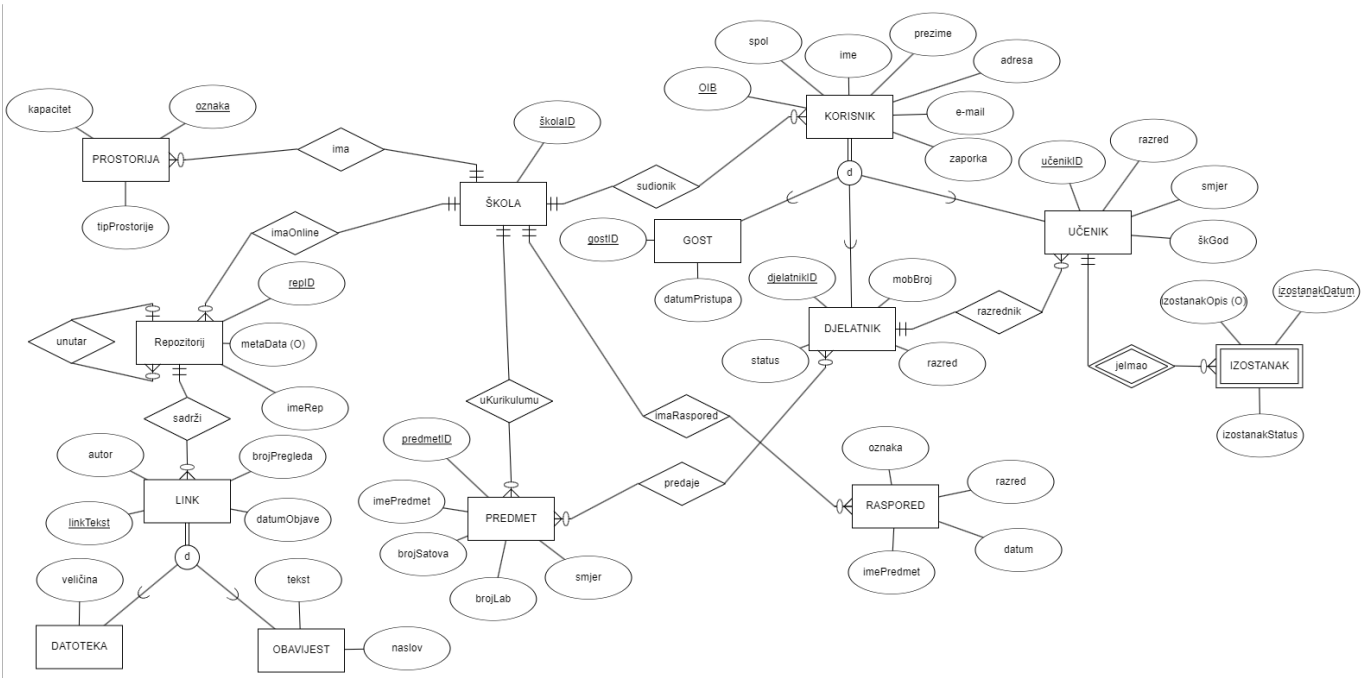 spol
ime
prezime
adresa
OIB
kapacitet
oznaka
e-mail
KORISNIK
školaID
PROSTORIJA
ima
zaporka
učenikID
razred
d
sudionik
smjer
ŠKOLA
tipProstorije
imaOnline
gostID
GOST
UČENIK
škGod
repID
djelatnikID
mobBroj
datumPristupa
izostanakOpis (O)
izostanakDatum
razrednik
unutar
Repozitorij
metaData (O)
DJELATNIK
status
razred
jeImao
IZOSTANAK
uKurikulumu
imeRep
sadrži
imaRaspored
izostanakStatus
predmetID
oznaka
autor
brojPregleda
razred
LINK
predaje
imePredmet
RASPORED
linkTekst
datumObjave
PREDMET
datum
brojSatova
d
imePredmet
veličina
tekst
smjer
brojLab
DATOTEKA
OBAVIJEST
naslov